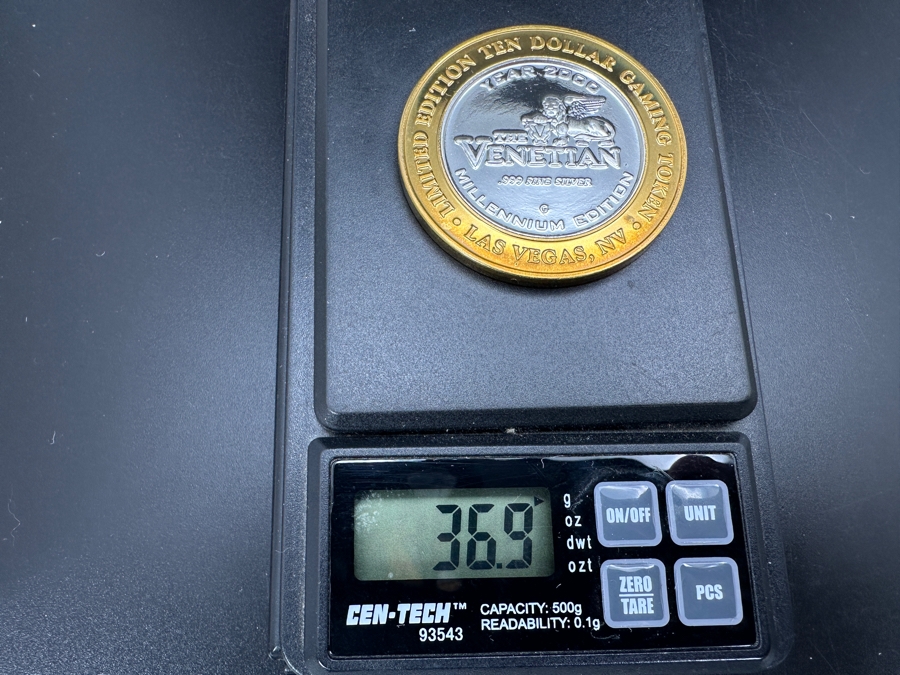 LIMITED EDITION TEN DOLLAR GAMING TOKEN
YEAR 2000
THE
VENETIAN
.999 FINE SILVER
G
MILLENNIUM EDITION
• LAS VEGAS, NV •
36.9
g
oz
dwt
ozt
ON/OFF
UNIT
ZERO
TARE
PCS
CEN-TECH™
93543
CAPACITY: 500g
READABILITY: 0.1g